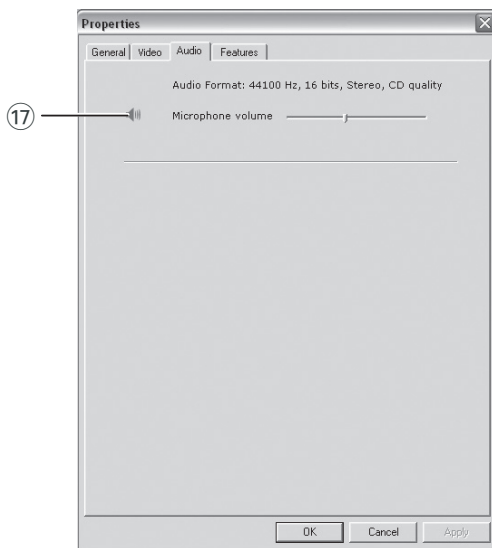 Properties
General Video Audio Features
Audio Format: 44100 Hz, 16 bits, Stereo, CD quality
⑰ Microphone volume
OK Cancel Apply